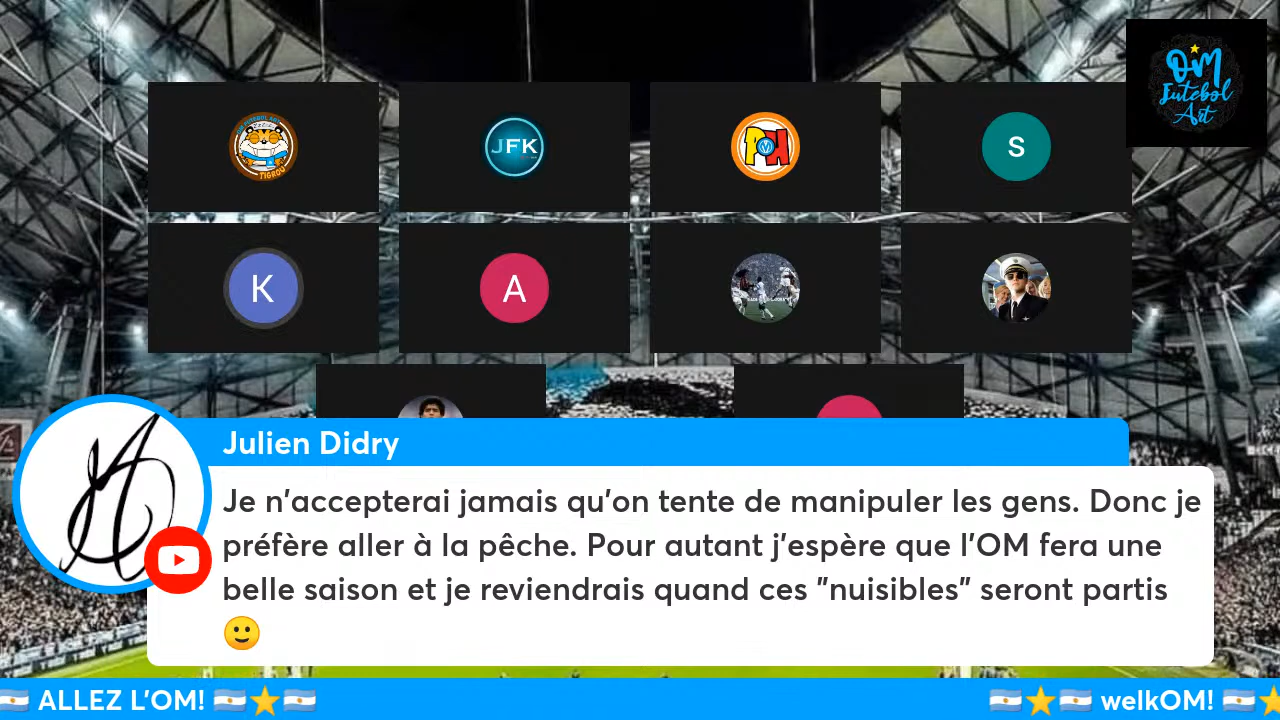 OM
Futebol
Art
TIGROU
JFK
S
K
A
Julien Didry
Je n'accepterai jamais qu'on tente de manipuler les gens. Donc je
préfère aller à la pêche. Pour autant j'espère que l'OM fera une
belle saison et je reviendrais quand ces "nuisibles" seront partis
🙂
🇦🇷 ALLEZ L'OM! 🇦🇷⭐🇦🇷 🇦🇷⭐🇦🇷 welkOM! 🇦🇷⭐